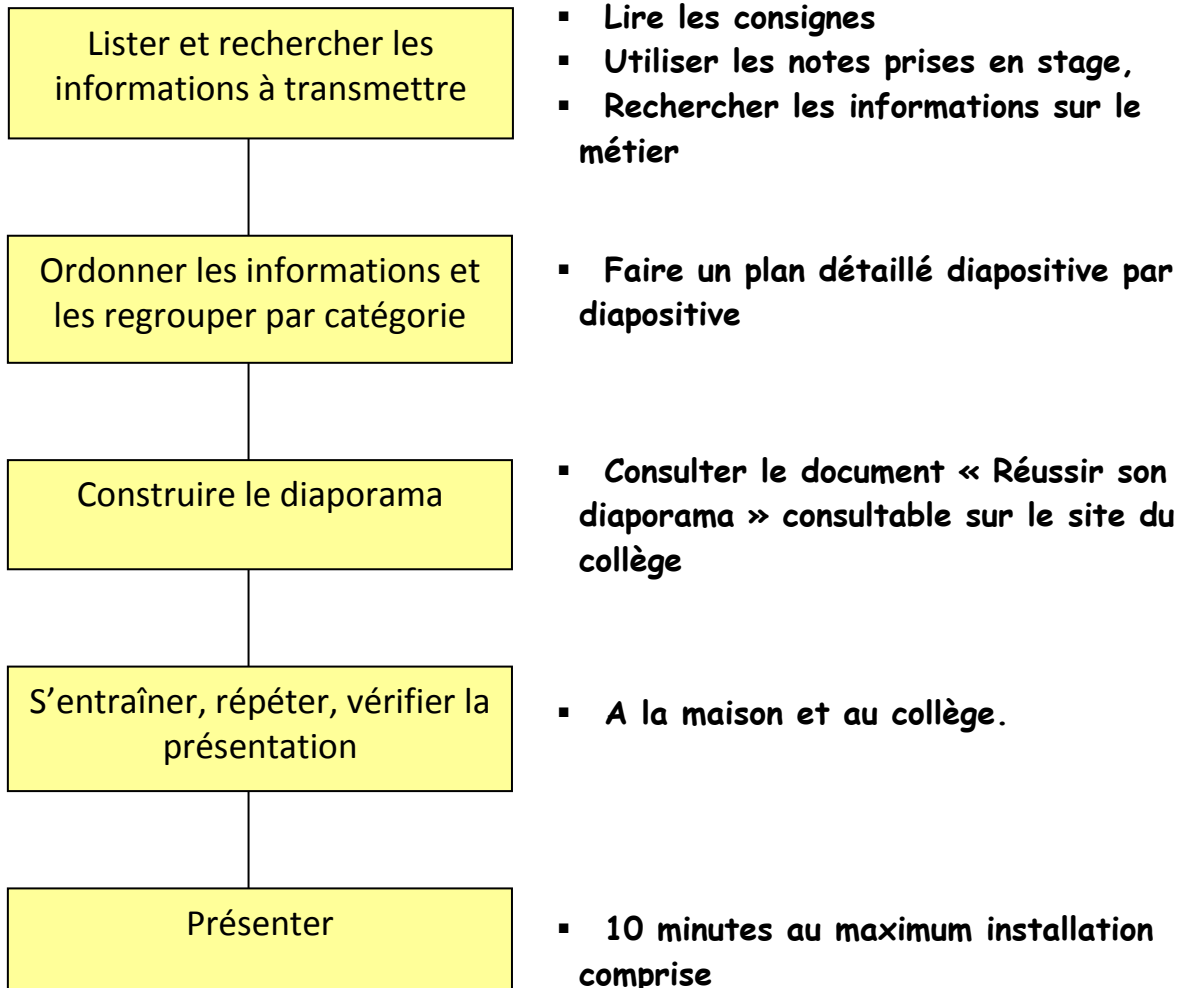 Lister et rechercher les
informations à transmettre
▪ Lire les consignes
▪ Utiliser les notes prises en stage,
▪ Rechercher les informations sur le
métier
Ordonner les informations et
les regrouper par catégorie
▪ Faire un plan détaillé diapositive par
diapositive
Construire le diaporama
▪ Consulter le document « Réussir son
diaporama » consultable sur le site du
collège
S’entraîner, répéter, vérifier la
présentation
▪ A la maison et au collège.
Présenter
▪ 10 minutes au maximum installation
comprise